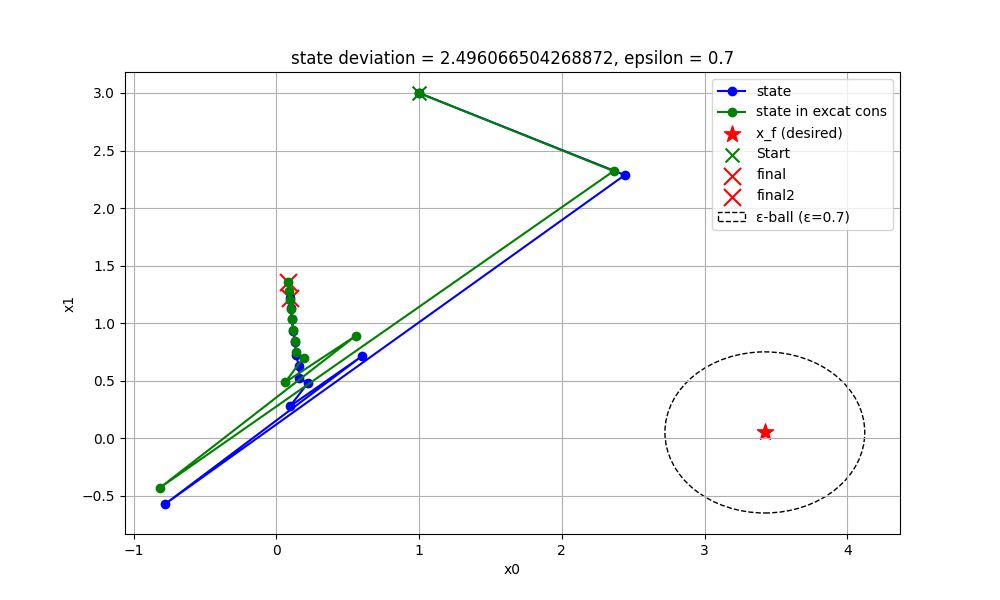 state deviation = 2.496066504268872, epsilon = 0.7
state
state in excat cons
x_f (desired)
Start
final
final2
ε-ball (ε=0.7)
3.0
2.5
2.0
1.5
1.0
0.5
0.0
−0.5
x1
−1
0
1
2
3
4
x0